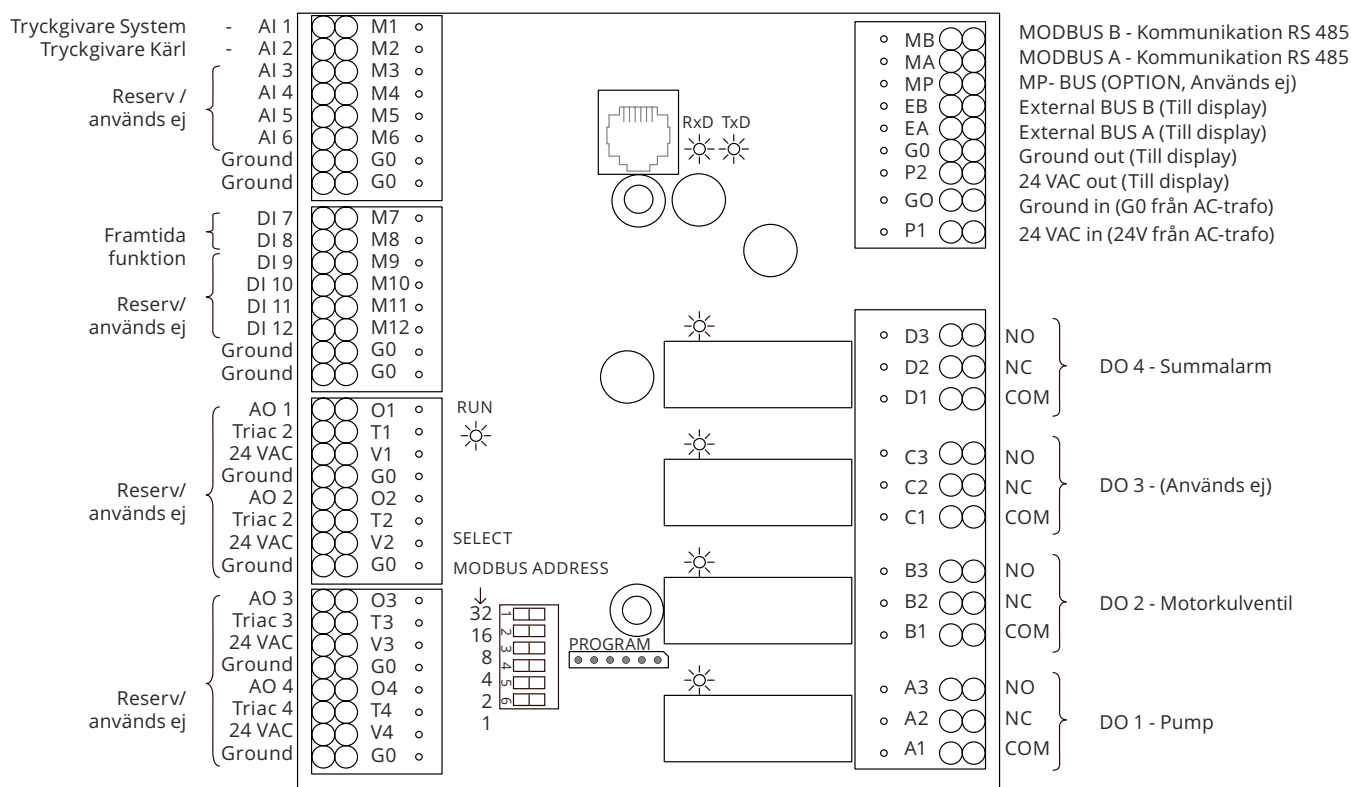 Tryckgivare System - AI 1 M1
Tryckgivare Kärl - AI 2 M2
AI 3 M3
Reserv /
används ej
AI 4 M4
AI 5 M5
AI 6 M6
Ground G0
Ground G0
Framtida
funktion
DI 7 M7
DI 8 M8
DI 9 M9
DI 10 M10
Reserv/
används ej
DI 11 M11
DI 12 M12
Ground G0
Ground G0
AO 1 O1
Triac 2 T1
24 VAC V1
Ground G0
Reserv/
används ej
AO 2 O2
Triac 2 T2
24 VAC V2
Ground G0
AO 3 O3
Triac 3 T3
24 VAC V3
Ground G0
Reserv/
används ej
AO 4 O4
Triac 4 T4
24 VAC V4
Ground G0
RxD TxD
RUN
SELECT
MODBUS ADDRESS
32 1
16 2
8 3
4 4
2 5
1 6
PROGRAM
MB MODBUS B - Kommunikation RS 485
MA MODBUS A - Kommunikation RS 485
MP MP- BUS (OPTION, Används ej)
EB External BUS B (Till display)
EA External BUS A (Till display)
G0 Ground out (Till display)
P2 24 VAC out (Till display)
GO Ground in (G0 från AC-trafo)
P1 24 VAC in (24V från AC-trafo)
D3 NO
D2 NC DO 4 - Summalarm
D1 COM
C3 NO
C2 NC DO 3 - (Används ej)
C1 COM
B3 NO
B2 NC DO 2 - Motorkulventil
B1 COM
A3 NO
A2 NC DO 1 - Pump
A1 COM